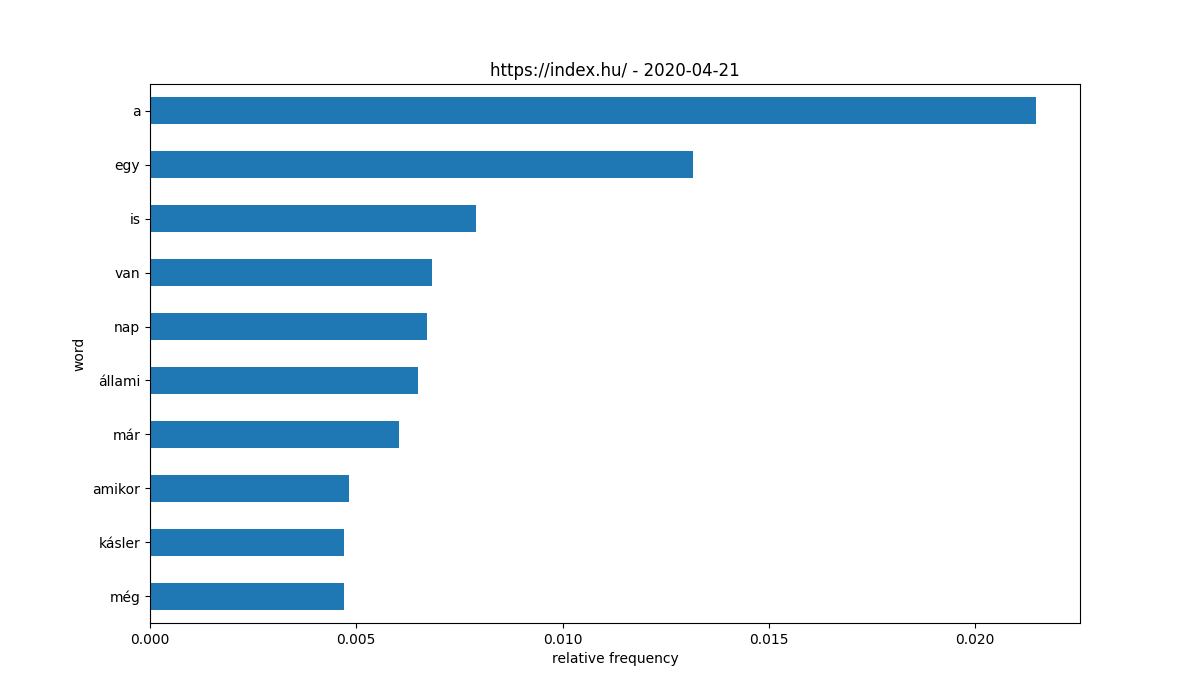 https://index.hu/ - 2020-04-21
a
egy
is
van
nap
állami
már
amikor
kásler
még
word
0.000 0.005 0.010 0.015 0.020
relative frequency